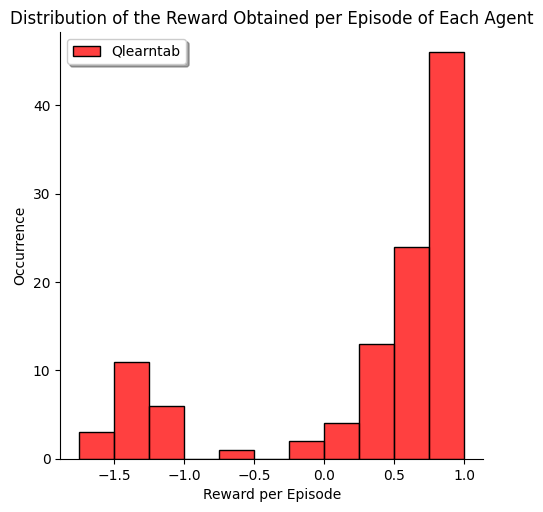 Distribution of the Reward Obtained per Episode of Each Agent
Qlearntab
Occurrence
40
30
20
10
0
−1.5 −1.0 −0.5 0.0 0.5 1.0
Reward per Episode